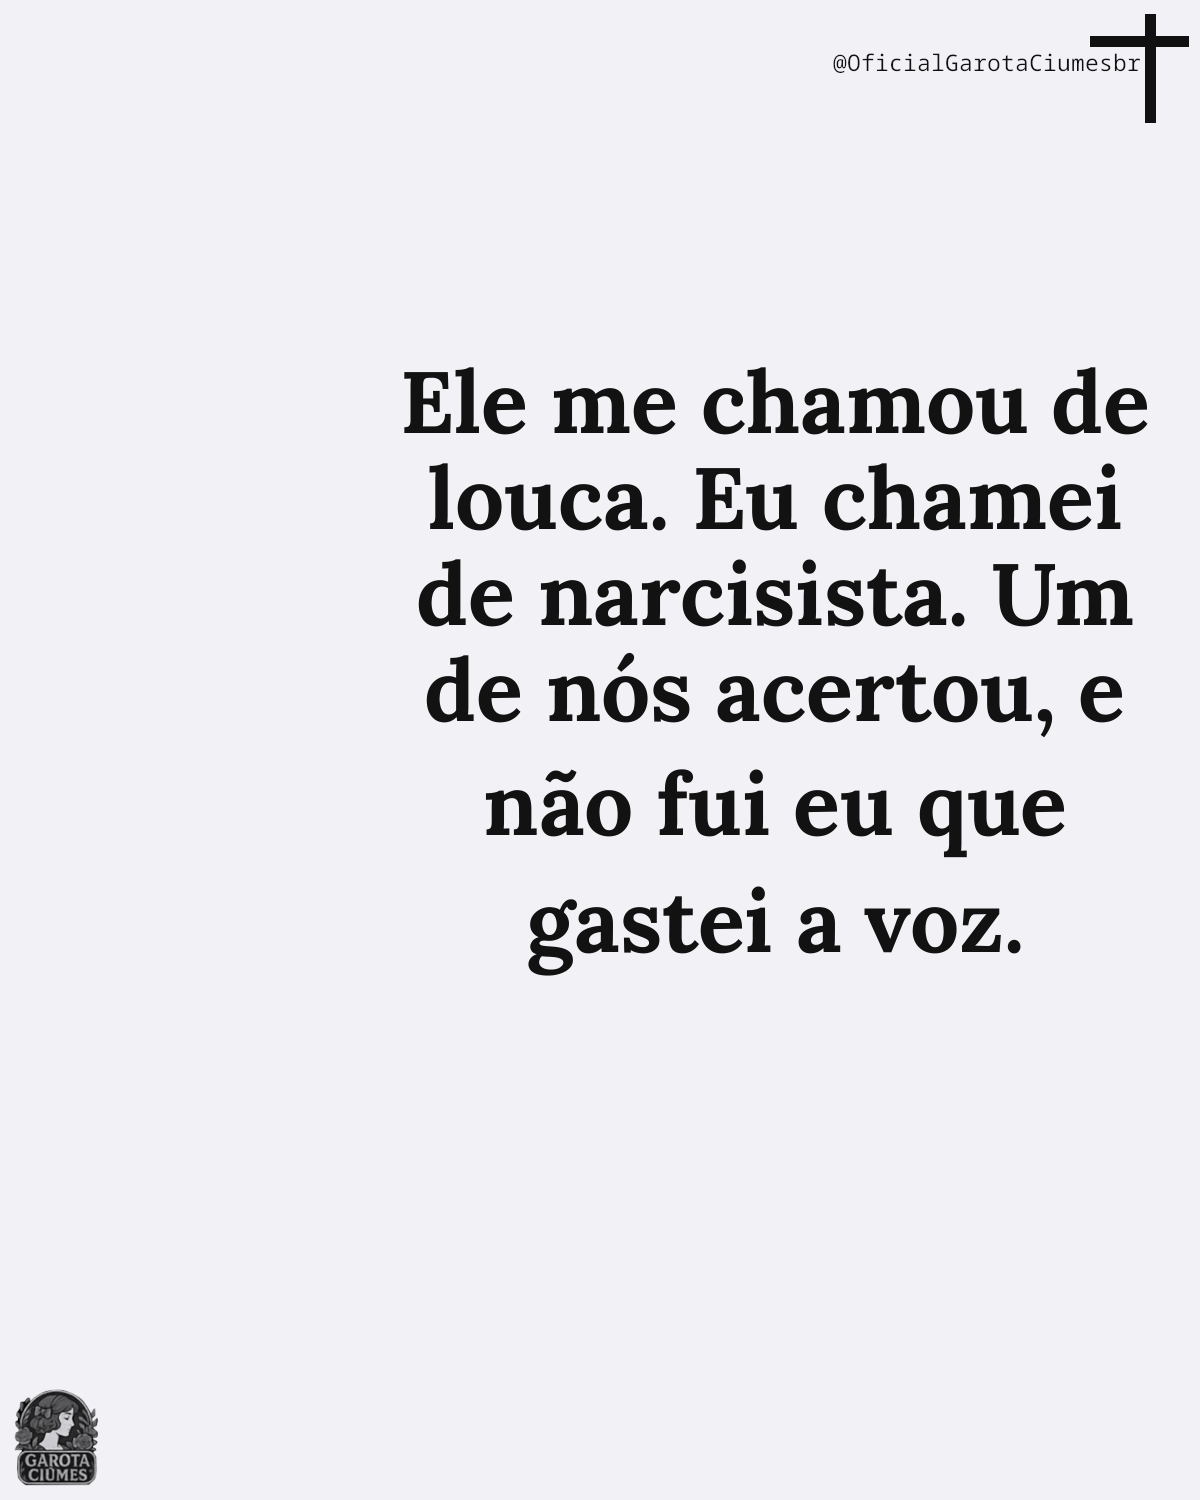 @OficialGarotaCiumesbr
Ele me chamou de
louca. Eu chamei
de narcisista. Um
de nós acertou, e
não fui eu que
gastei a voz.
GAROTA
CIÚMES